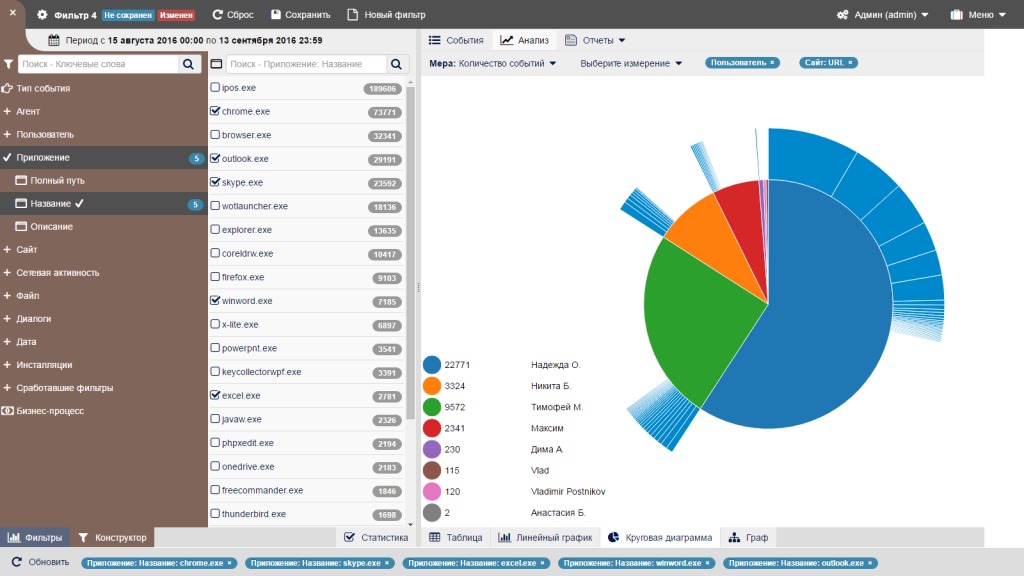 × Фильтр 4 Не сохранен Изменен Сброс Сохранить Новый фильтр Админ (admin) Меню
Период с 15 августа 2016 00:00 по 13 сентября 2016 23:59
События Анализ Отчеты
Поиск - Ключевые слова
Поиск - Приложение: Название
Мера: Количество событий Выберите измерение Пользователь × Сайт: URL ×
Тип события
Агент
Пользователь
Приложение 5
Полный путь
Название 5
Описание
Сайт
Сетевая активность
Файл
Диалоги
Дата
Инсталляции
Сработавшие фильтры
Бизнес-процесс
ipos.exe 189606
chrome.exe 73771
browser.exe 32341
outlook.exe 29191
skype.exe 23592
wotlauncher.exe 18136
explorer.exe 13635
coreldrw.exe 10417
firefox.exe 9103
winword.exe 7185
x-lite.exe 6897
powerpnt.exe 3541
keycollectorwpf.exe 3391
excel.exe 2781
javaw.exe 2326
phpxedit.exe 2194
onedrive.exe 2183
freecommander.exe 1846
thunderbird.exe 1698
22771 Надежда О.
3324 Никита Б.
9572 Тимофей М.
2341 Максим
230 Дима А.
115 Vlad
120 Vladimir Postnikov
2 Анастасия Б.
Фильтры Конструктор Статистика Таблица Линейный график Круговая диаграмма Граф
Обновить Приложение: Название: chrome.exe × Приложение: Название: skype.exe × Приложение: Название: excel.exe × Приложение: Название: winword.exe × Приложение: Название: outlook.exe ×